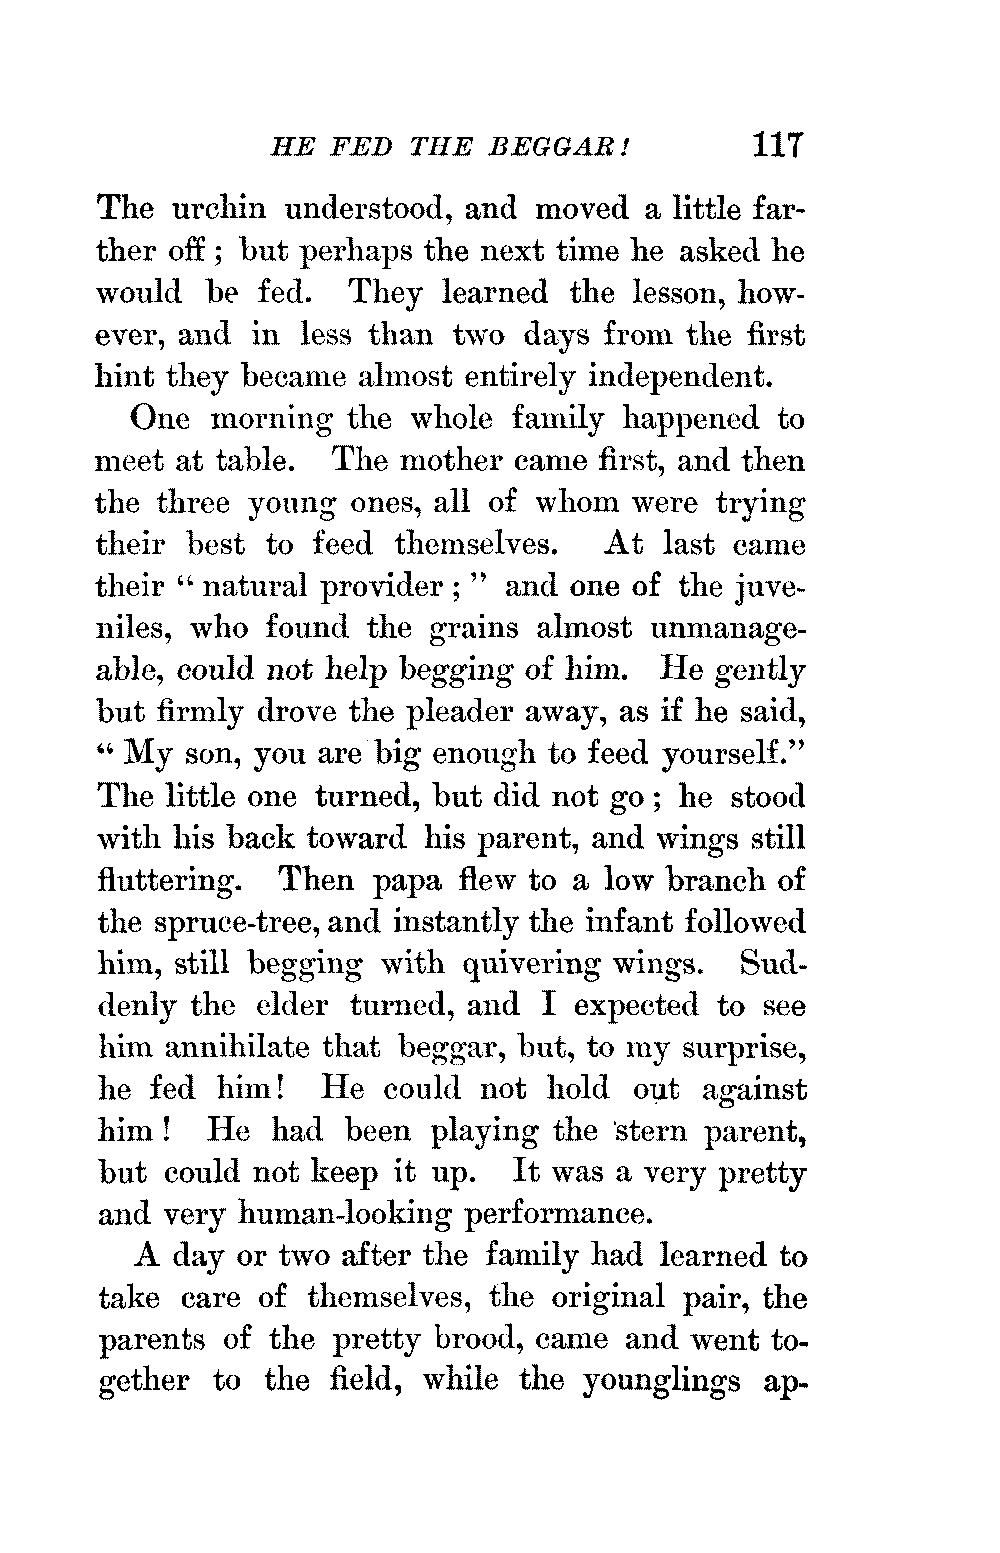 HE FED THE BEGGAR! 117
The urchin understood, and moved a little far-
ther off ; but perhaps the next time he asked he
would be fed. They learned the lesson, how-
ever, and in less than two days from the first
hint they became almost entirely independent.
One morning the whole family happened to
meet at table. The mother came first, and then
the three young ones, all of whom were trying
their best to feed themselves. At last came
their “ natural provider ; ” and one of the juve-
niles, who found the grains almost unmanage-
able, could not help begging of him. He gently
but firmly drove the pleader away, as if he said,
“ My son, you are big enough to feed yourself.”
The little one turned, but did not go ; he stood
with his back toward his parent, and wings still
fluttering. Then papa flew to a low branch of
the spruce-tree, and instantly the infant followed
him, still begging with quivering wings. Sud-
denly the elder turned, and I expected to see
him annihilate that beggar, but, to my surprise,
he fed him! He could not hold out against
him ! He had been playing the stern parent,
but could not keep it up. It was a very pretty
and very human-looking performance.
A day or two after the family had learned to
take care of themselves, the original pair, the
parents of the pretty brood, came and went to-
gether to the field, while the younglings ap-